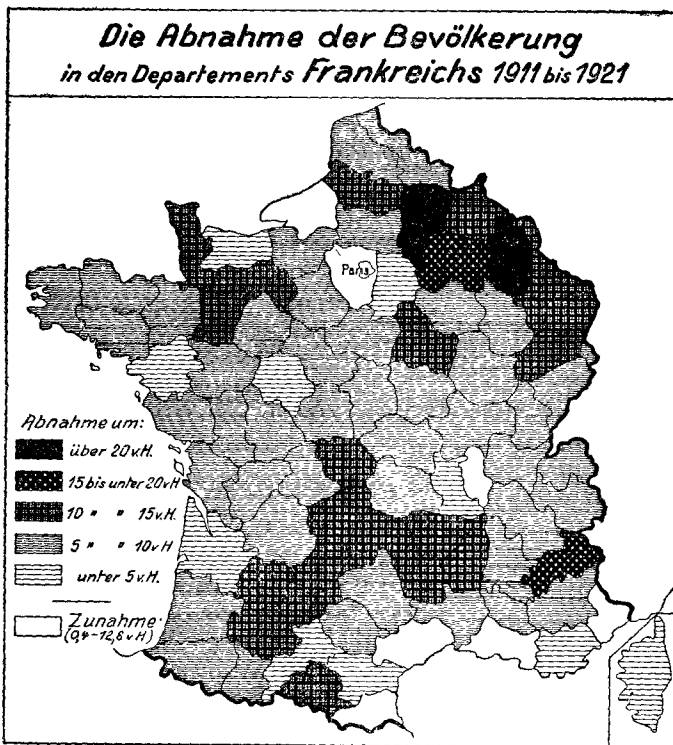 Die Abnahme der Bevölkerung
in den Departements Frankreichs 1911 bis 1921
Paris
Abnahme um:
über 20 v.H.
15 bis unter 20 v H
10 " " 15 v.H.
5 " " 10 v H
unter 5 v.H.
Zunahme
(0,4-12,8 v H)